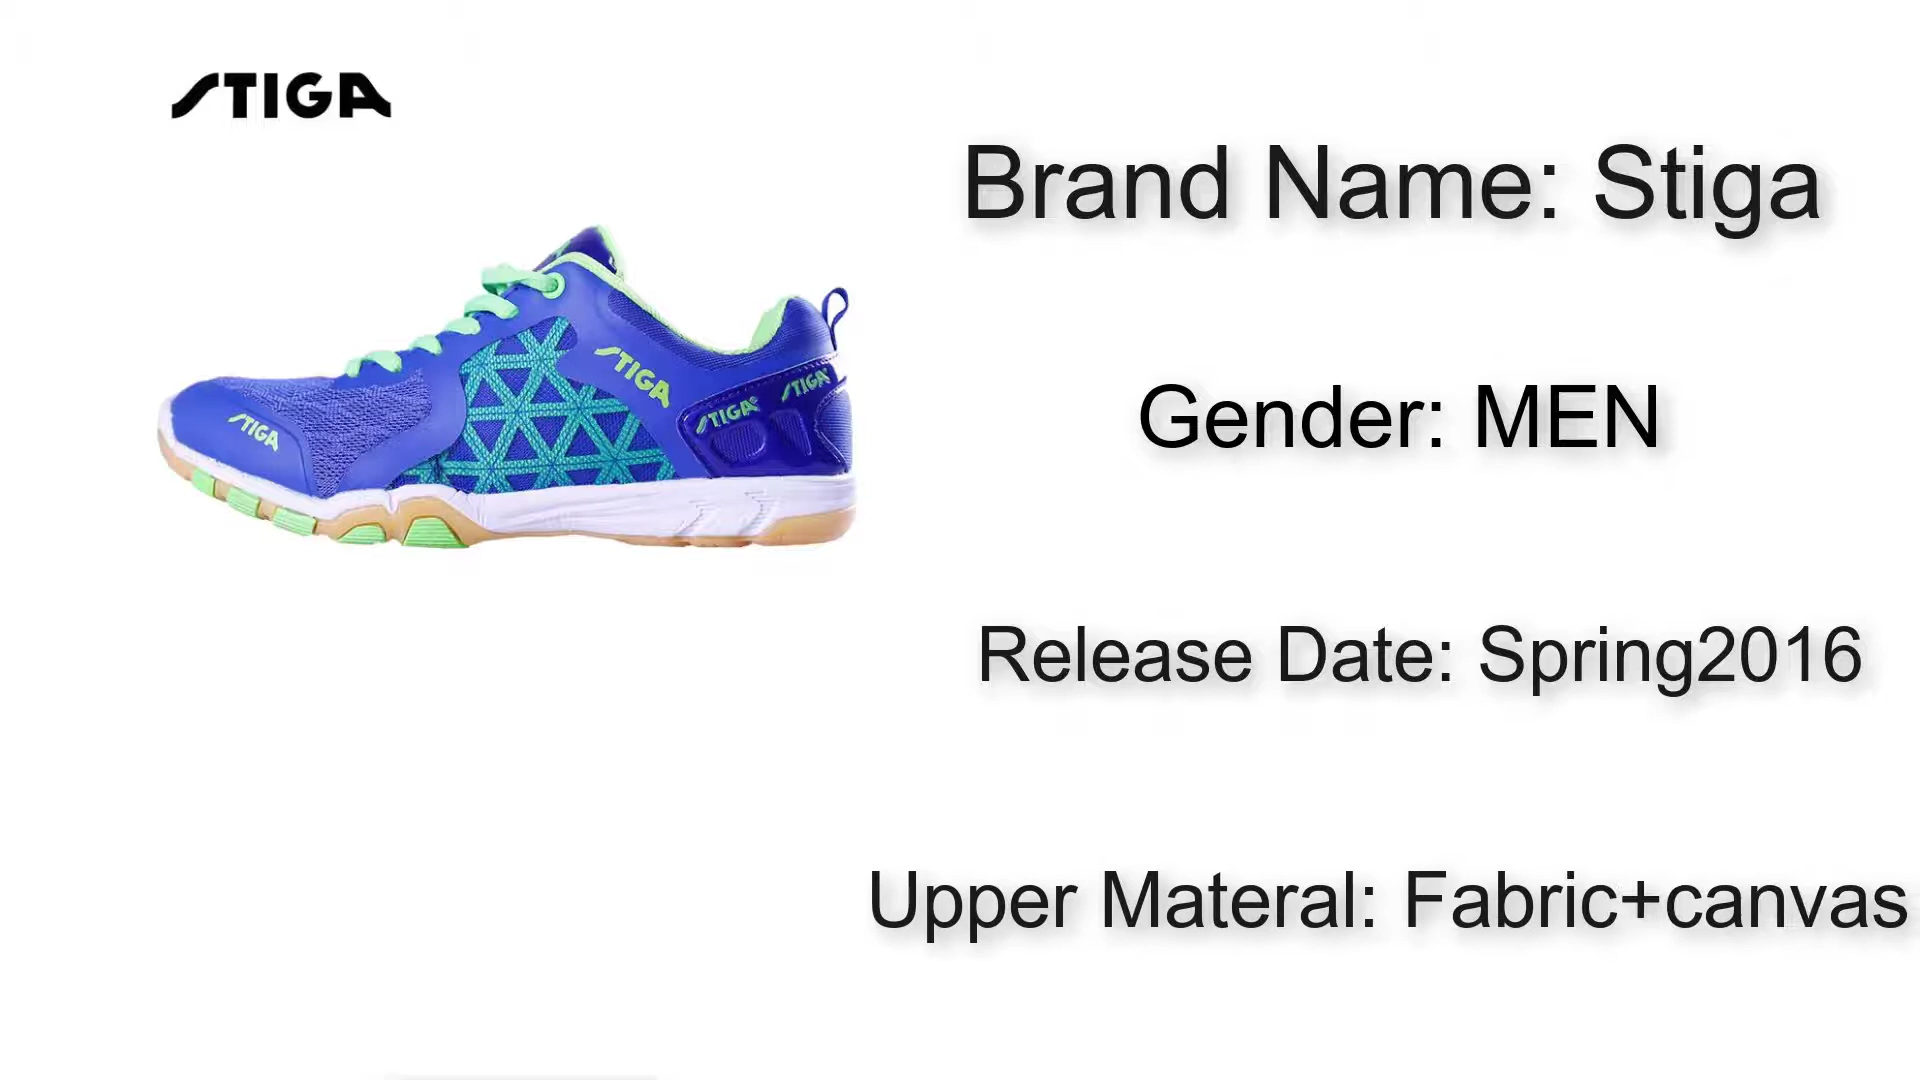 STIGA
Brand Name: Stiga
STIGA
STIGA
STIGA
STIGA
Gender: MEN
Release Date: Spring2016
Upper Materal: Fabric+canvas